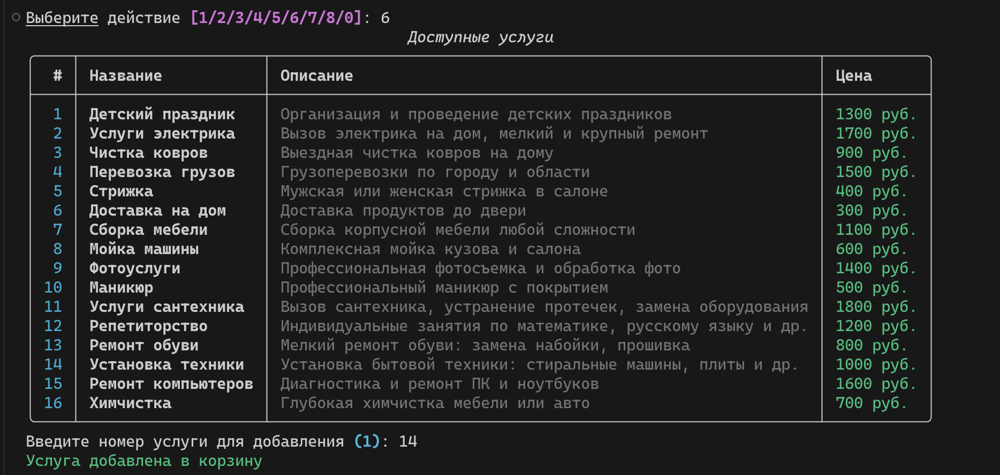 Выберите действие [1/2/3/4/5/6/7/8/0]: 6
Доступные услуги
# Название Описание Цена
1 Детский праздник Организация и проведение детских праздников 1300 руб.
2 Услуги электрика Вызов электрика на дом, мелкий и крупный ремонт 1700 руб.
3 Чистка ковров Выездная чистка ковров на дому 900 руб.
4 Перевозка грузов Грузоперевозки по городу и области 1500 руб.
5 Стрижка Мужская или женская стрижка в салоне 400 руб.
6 Доставка на дом Доставка продуктов до двери 300 руб.
7 Сборка мебели Сборка корпусной мебели любой сложности 1100 руб.
8 Мойка машины Комплексная мойка кузова и салона 600 руб.
9 Фотоуслуги Профессиональная фотосъемка и обработка фото 1400 руб.
10 Маникюр Профессиональный маникюр с покрытием 500 руб.
11 Услуги сантехника Вызов сантехника, устранение протечек, замена оборудования 1800 руб.
12 Репетиторство Индивидуальные занятия по математике, русскому языку и др. 1200 руб.
13 Ремонт обуви Мелкий ремонт обуви: замена набойки, прошивка 800 руб.
14 Установка техники Установка бытовой техники: стиральные машины, плиты и др. 1000 руб.
15 Ремонт компьютеров Диагностика и ремонт ПК и ноутбуков 1600 руб.
16 Химчистка Глубокая химчистка мебели или авто 700 руб.
Введите номер услуги для добавления (1): 14
Услуга добавлена в корзину